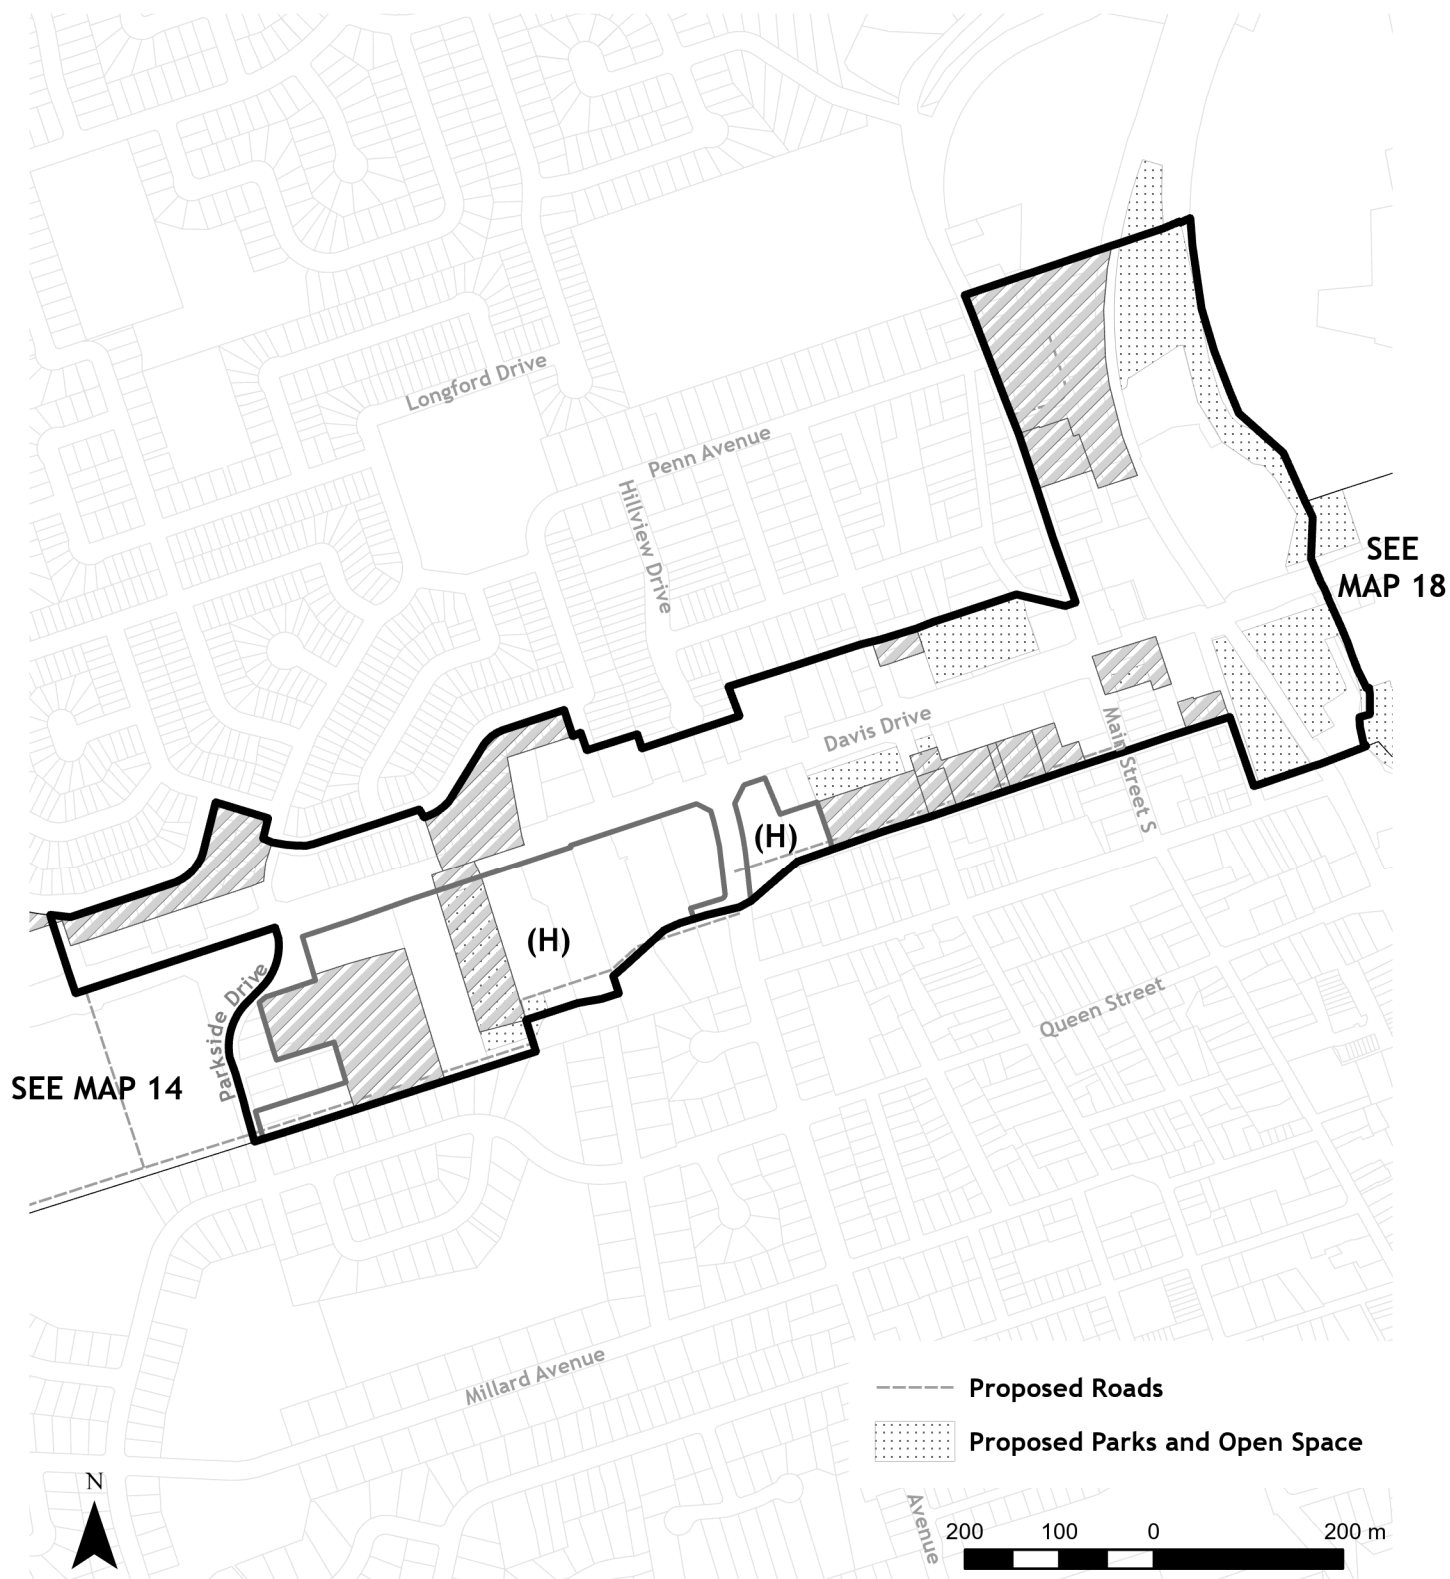 Longford Drive
Penn Avenue
Hillview Drive
SEE
MAP 18
Davis Drive
Main Street S
(H)
(H)
Parkside Drive
Queen Street
SEE MAP 14
Millard Avenue
Proposed Roads
Proposed Parks and Open Space
N
Avenue
200 100 0 200 m